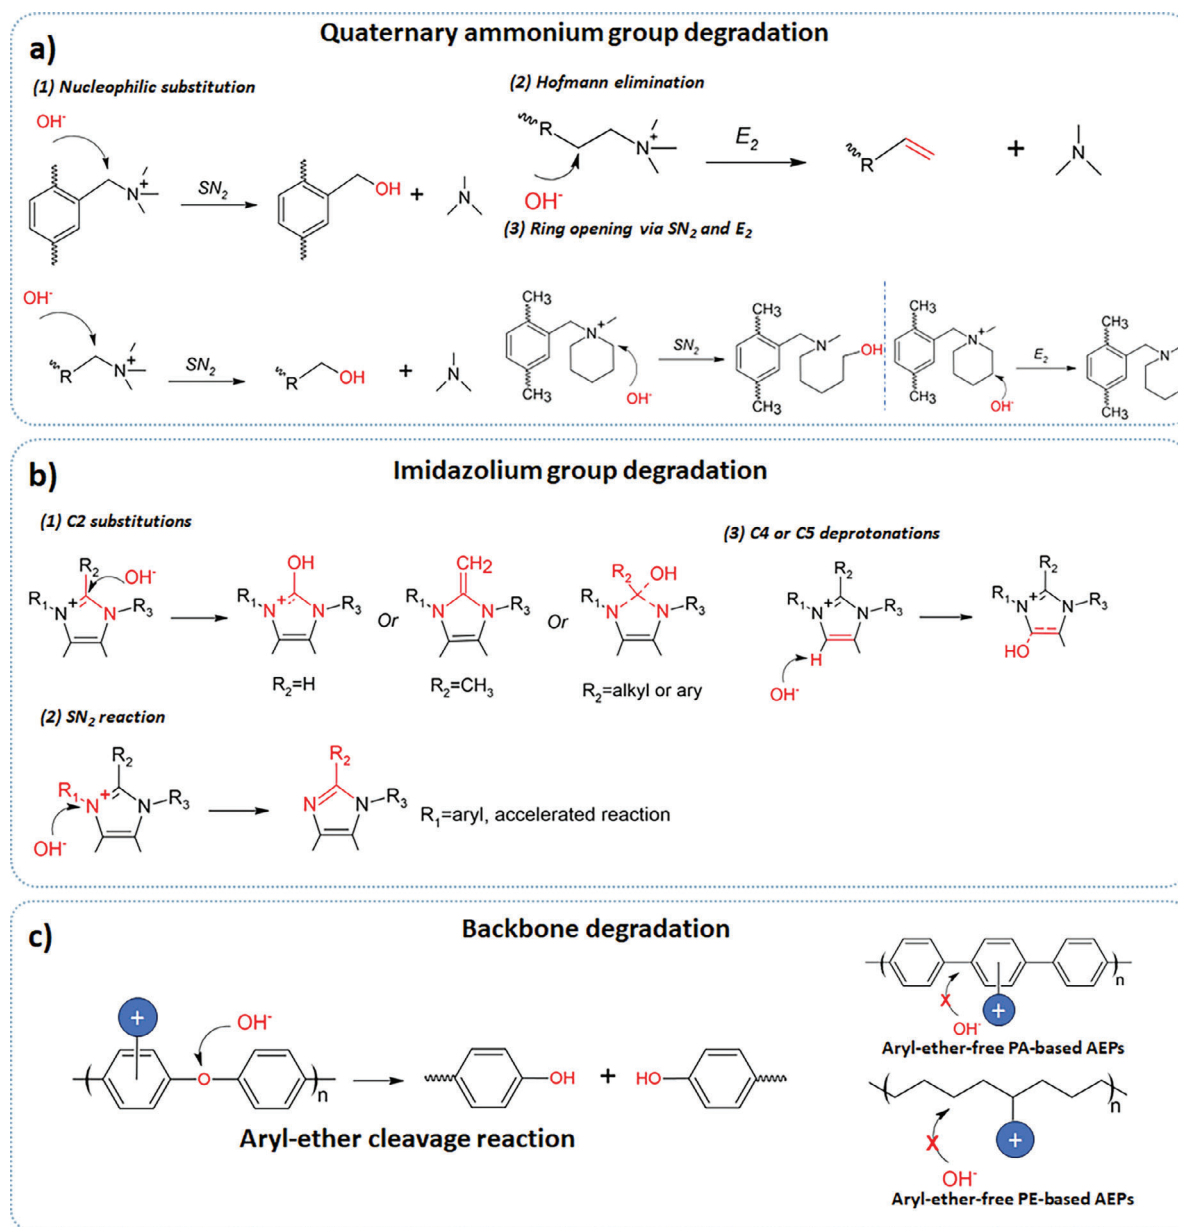 a)
Quaternary ammonium group degradation
(1) Nucleophilic substitution
OH-
N+
SN2
OH
+
N
(2) Hofmann elimination
R
N+
OH-
E2
R
+
N
(3) Ring opening via SN2 and E2
OH-
R
N+
SN2
R
OH
+
N
CH3
N+
CH3
OH-
SN2
CH3
N
OH
CH3
CH3
N+
CH3
OH-
E2
CH3
N
CH3
b)
Imidazolium group degradation
(1) C2 substitutions
R2
OH-
R1
N
+
N
R3
OH
R1
N
+
N
R3
R2=H
Or
CH2
R1
N
N
R3
R2=CH3
Or
R2
OH
R1
N
N
R3
R2=alkyl or ary
(3) C4 or C5 deprotonations
R2
R1
N
+
N
R3
H
OH-
R2
R1
N
+
N
R3
HO
(2) SN2 reaction
R2
R1
N
+
N
R3
OH-
R2
N
N
R3
R1=aryl, accelerated reaction
c)
Backbone degradation
+
OH-
O
n
OH
+
HO
Aryl-ether cleavage reaction
n
X
+
OH-
Aryl-ether-free PA-based AEPs
n
X
+
OH-
Aryl-ether-free PE-based AEPs